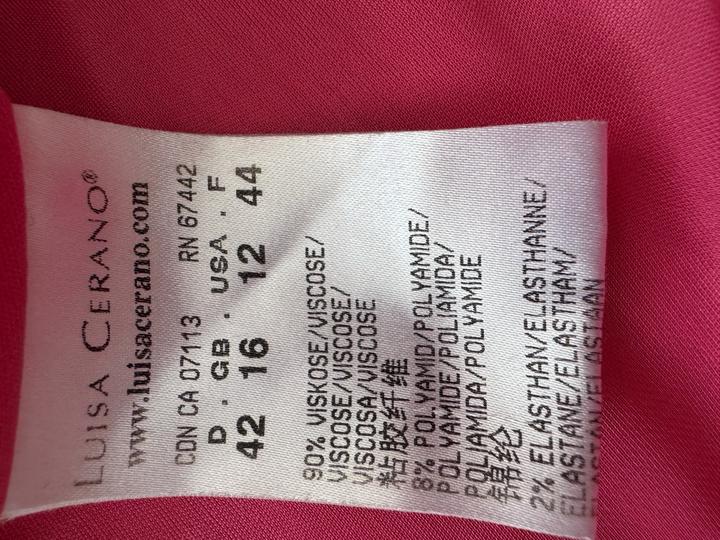 LUISA CERANO®
www.luisacerano.com
CDN CA 07113 RN 67442
D . GB . USA . F
42 16 12 44
90% VISKOSE/VISCOSE/
VISCOSE/VISCOSE/
VISCOSA/VISCOSE
粘胶纤维
8% POLYAMID/POLYAMIDE/
POLYAMIDE/POLIAMIDA/
POLIAMIDA/POLYAMIDE
锦纶
2% ELASTHAN/ELASTHANNE/
ELASTANE/ELASTHAM/
ELASTAN/ELASTAAN